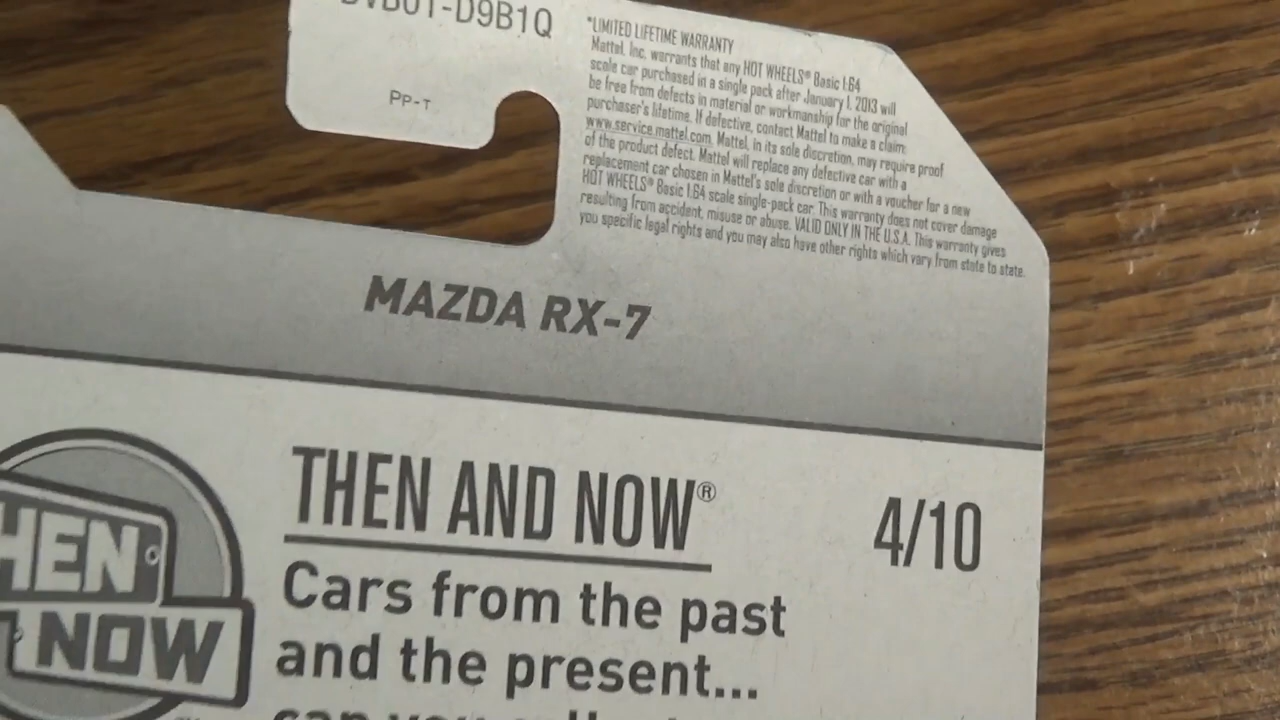 D9B1Q
PP-T
*LIMITED LIFETIME WARRANTY
Mattel, Inc. warrants that any HOT WHEELS® Basic 1:64
scale car purchased in a single pack after January 1, 2013 will
be free from defects in material or workmanship for the original
purchaser's lifetime. If defective, contact Mattel to make a claim:
www.service.mattel.com. Mattel, in its sole discretion, may require proof
of the product defect. Mattel will replace any defective car with a
replacement car chosen in Mattel's sole discretion or with a voucher for a new
HOT WHEELS® Basic 1:64 scale single-pack car. This warranty does not cover damage
resulting from accident, misuse or abuse. VALID ONLY IN THE U.S.A. This warranty gives
you specific legal rights and you may also have other rights which vary from state to state.
MAZDA RX-7
THEN AND NOW®
4/10
HEN
NOW
Cars from the past
and the present...